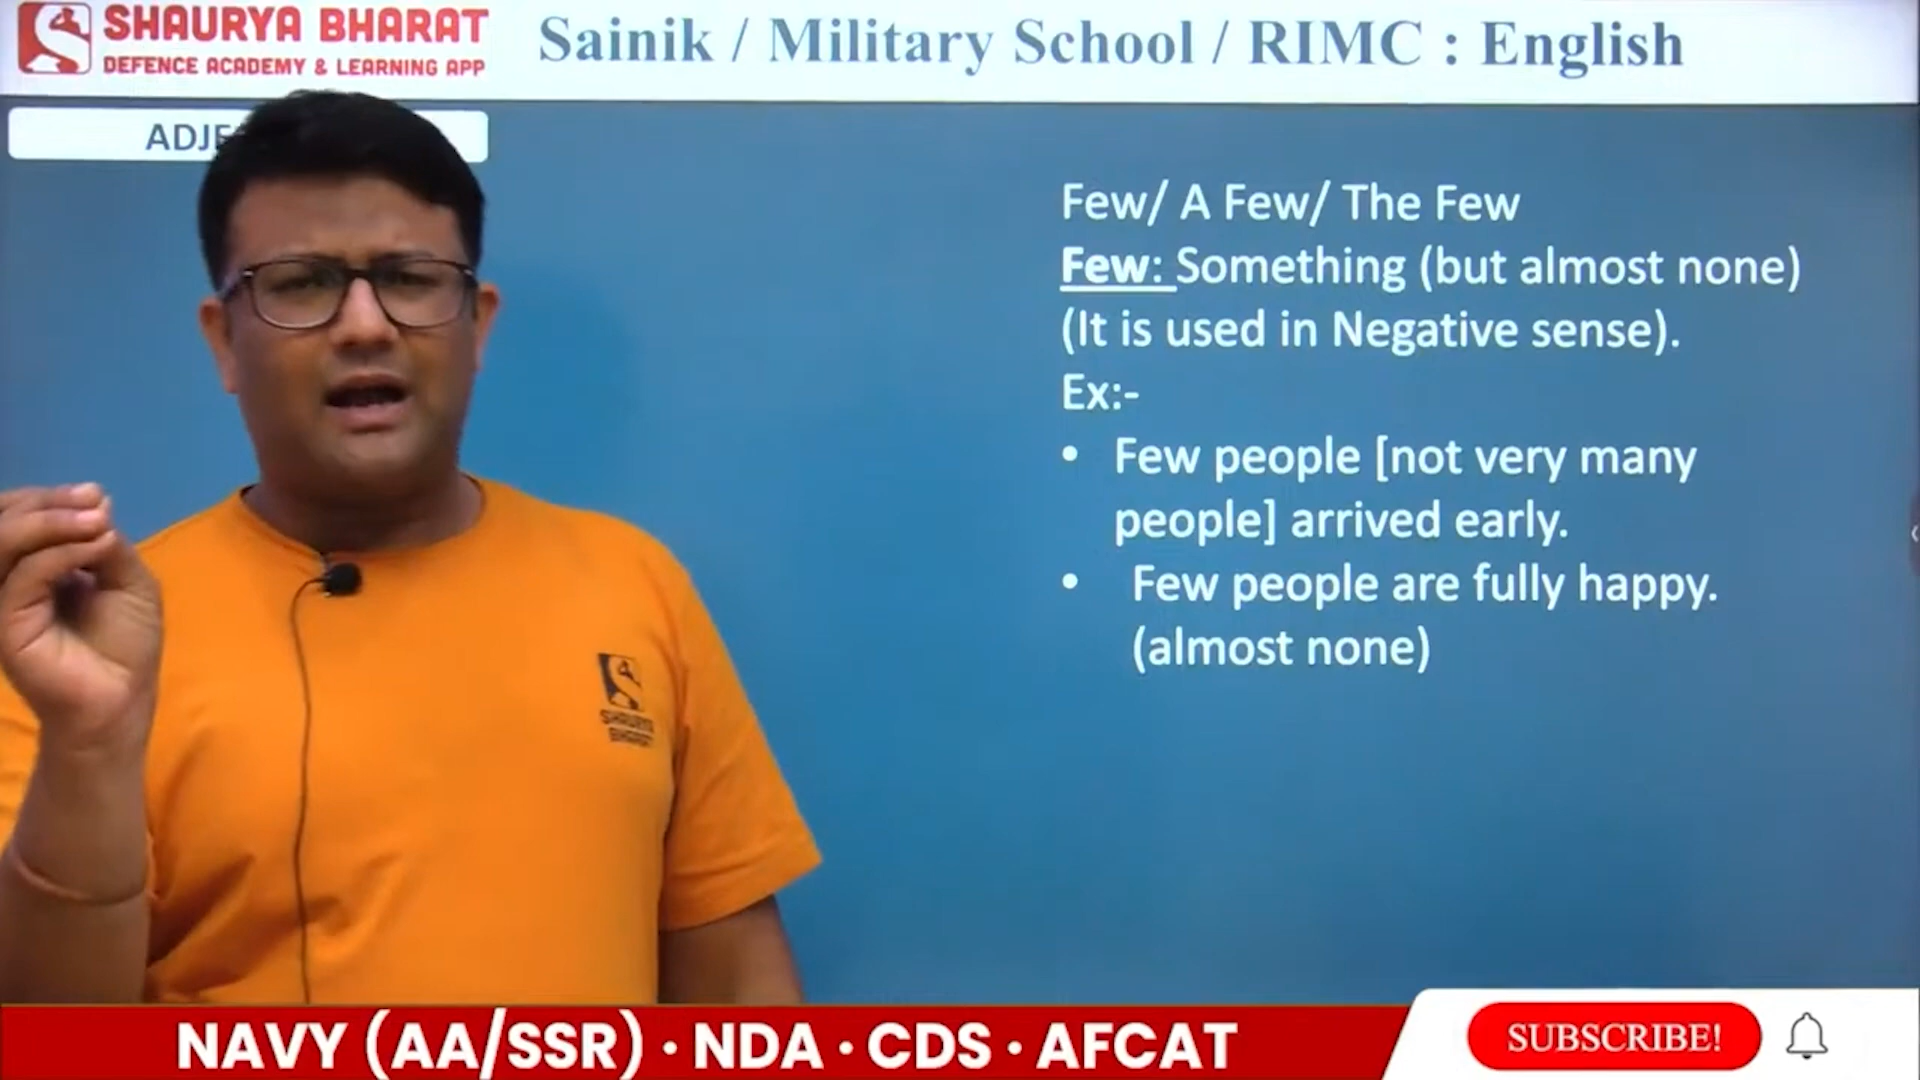 SHAURYA BHARAT
DEFENCE ACADEMY & LEARNING APP
Sainik / Military School / RIMC : English
Few/ A Few/ The Few
Few: Something (but almost none)
(It is used in Negative sense).
Ex:-
• Few people [not very many
people] arrived early.
• Few people are fully happy.
(almost none)
SHAURYA
BHARAT
NAVY (AA/SSR) • NDA • CDS • AFCAT
SUBSCRIBE!